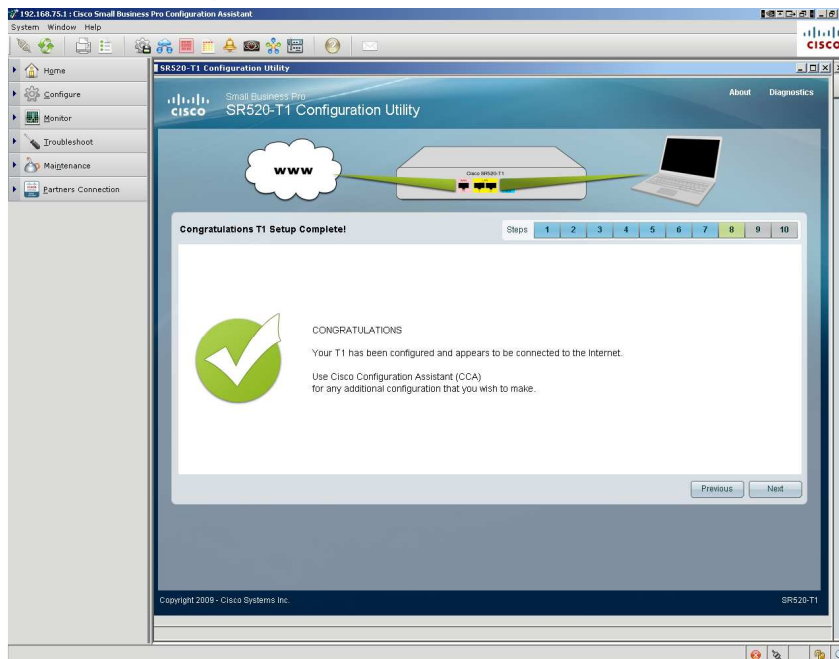 192.168.75.1 : Cisco Small Business Pro Configuration Assistant
System Window Help
CISCO
Home
Configure
Monitor
Troubleshoot
Maintenance
Partners Connection
SR520-T1 Configuration Utility
CISCO
Small Business Pro
SR520-T1 Configuration Utility
About Diagnostics
www
Cisco SR520-T1
Congratulations T1 Setup Complete!
Steps 1 2 3 4 5 6 7 8 9 10
CONGRATULATIONS
Your T1 has been configured and appears to be connected to the Internet.
Use Cisco Configuration Assistant (CCA)
for any additional configuration that you wish to make.
Previous Next
Copyright 2009 - Cisco Systems Inc.
SR520-T1